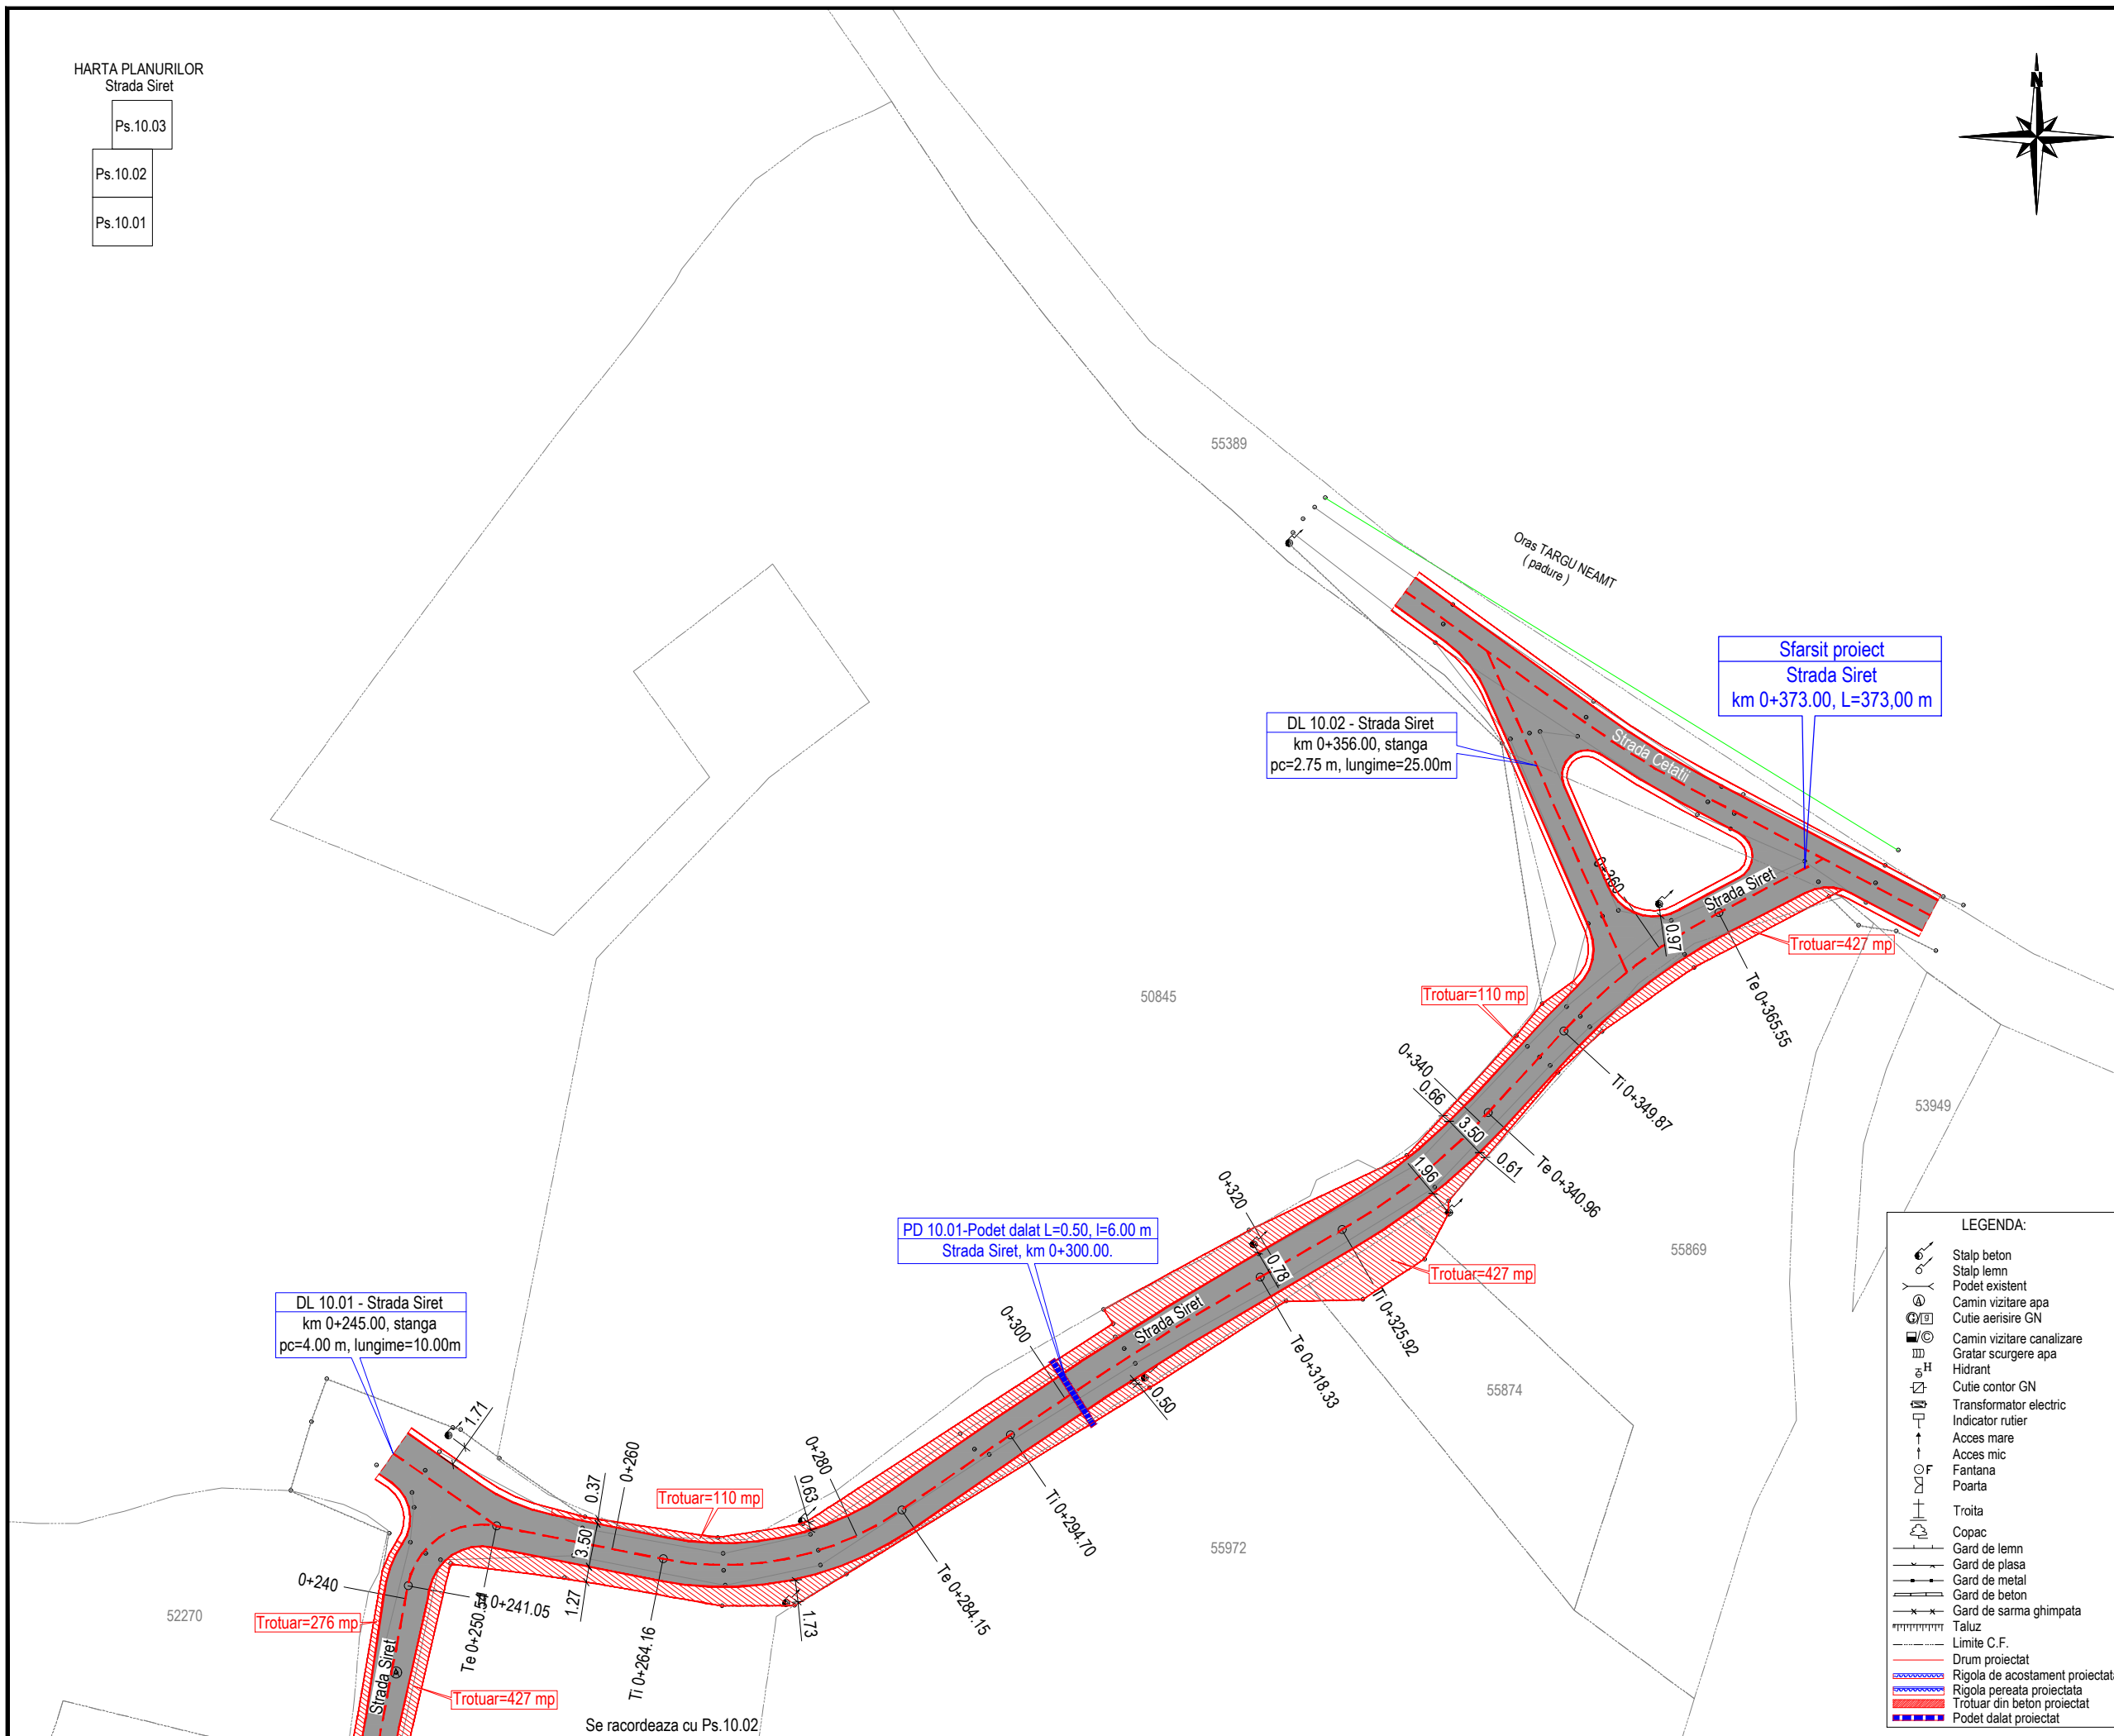 HARTA PLANURILOR
Strada Siret
Ps.10.03
Ps.10.02
Ps.10.01
N
55389
Oras TARGU NEAMT
( padure )
Sfarsit proiect
Strada Siret
km 0+373.00, L=373,00 m
DL 10.02 - Strada Siret
km 0+356.00, stanga
pc=2.75 m, lungime=25.00m
Strada Cetatii
0+360
Strada Siret
0.97
Trotuar=427 mp
Te 0+365.55
50845
Trotuar=110 mp
0+340
0.66
3.50
0.61
Ti 0+349.87
Te 0+340.96
53949
1.96
0+320
0.78
Trotuar=427 mp
55869
Ti 0+325.92
Te 0+318.33
PD 10.01-Podet dalat L=0.50, l=6.00 m
Strada Siret, km 0+300.00.
Strada Siret
0+300
0.50
55874
DL 10.01 - Strada Siret
km 0+245.00, stanga
pc=4.00 m, lungime=10.00m
1.71
0.37
0+260
Trotuar=110 mp
0.63
0+280
Ti 0+294.70
Te 0+284.15
55972
3.50
1.27
1.73
0+240
Ti 0+241.05
Te 0+250.54
Ti 0+264.16
52270
Trotuar=276 mp
Strada Siret
A
Trotuar=427 mp
Se racordeaza cu Ps.10.02
LEGENDA:
Stalp beton
Stalp lemn
Podet existent
A Camin vizitare apa
G/g Cutie aerisire GN
C Camin vizitare canalizare
Gratar scurgere apa
H Hidrant
Cutie contor GN
Transformator electric
Indicator rutier
Acces mare
Acces mic
F Fantana
Poarta
Troita
Copac
Gard de lemn
Gard de plasa
Gard de metal
Gard de beton
Gard de sarma ghimpata
Taluz
Limite C.F.
Drum proiectat
Rigola de acostament proiectata
Rigola pereata proiectata
Trotuar din beton proiectat
Podet dalat proiectat